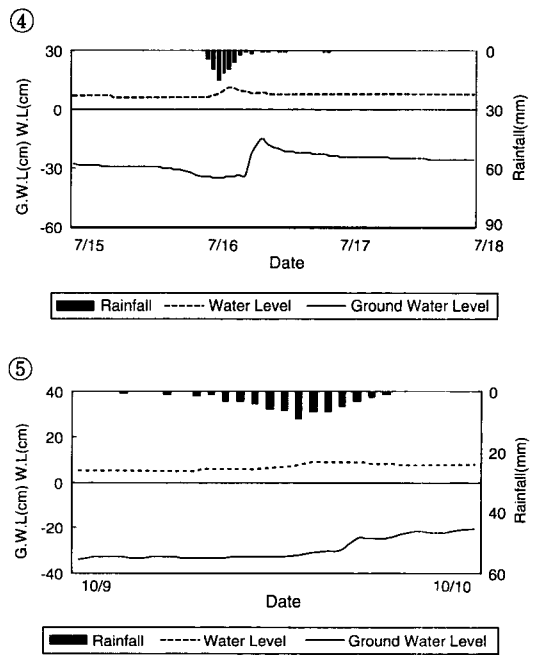 ④
30 0
0 30
-30 60
-60 90
G.W.L(cm) W.L(cm)
Rainfall(mm)
7/15 7/16 7/17 7/18
Date
Rainfall Water Level Ground Water Level
⑤
40 0
20 20
0
-20 40
-40 60
G.W.L(cm) W.L(cm)
Rainfall(mm)
10/9 10/10
Date
Rainfall Water Level Ground Water Level